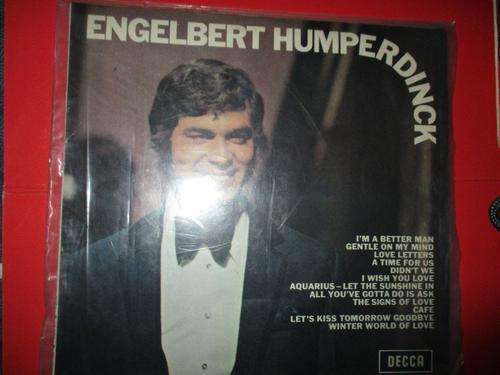 ENGELBERT HUMPERDINCK
I'M A BETTER MAN
GENTLE ON MY MIND
LOVE LETTERS
A TIME FOR US
DIDN'T WE
I WISH YOU LOVE
AQUARIUS–LET THE SUNSHINE IN
ALL YOU'VE GOTTA DO IS ASK
THE SIGNS OF LOVE
CAFE
LET'S KISS TOMORROW GOODBYE
WINTER WORLD OF LOVE
DECCA